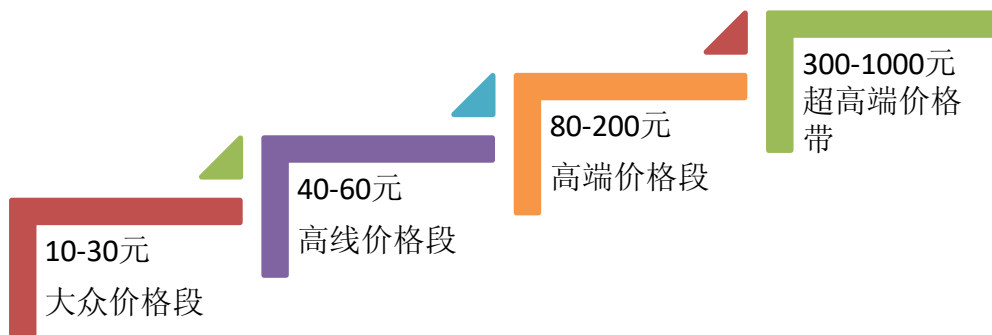 10-30元
大众价格段
40-60元
高线价格段
80-200元
高端价格段
300-1000元
超高端价格
带